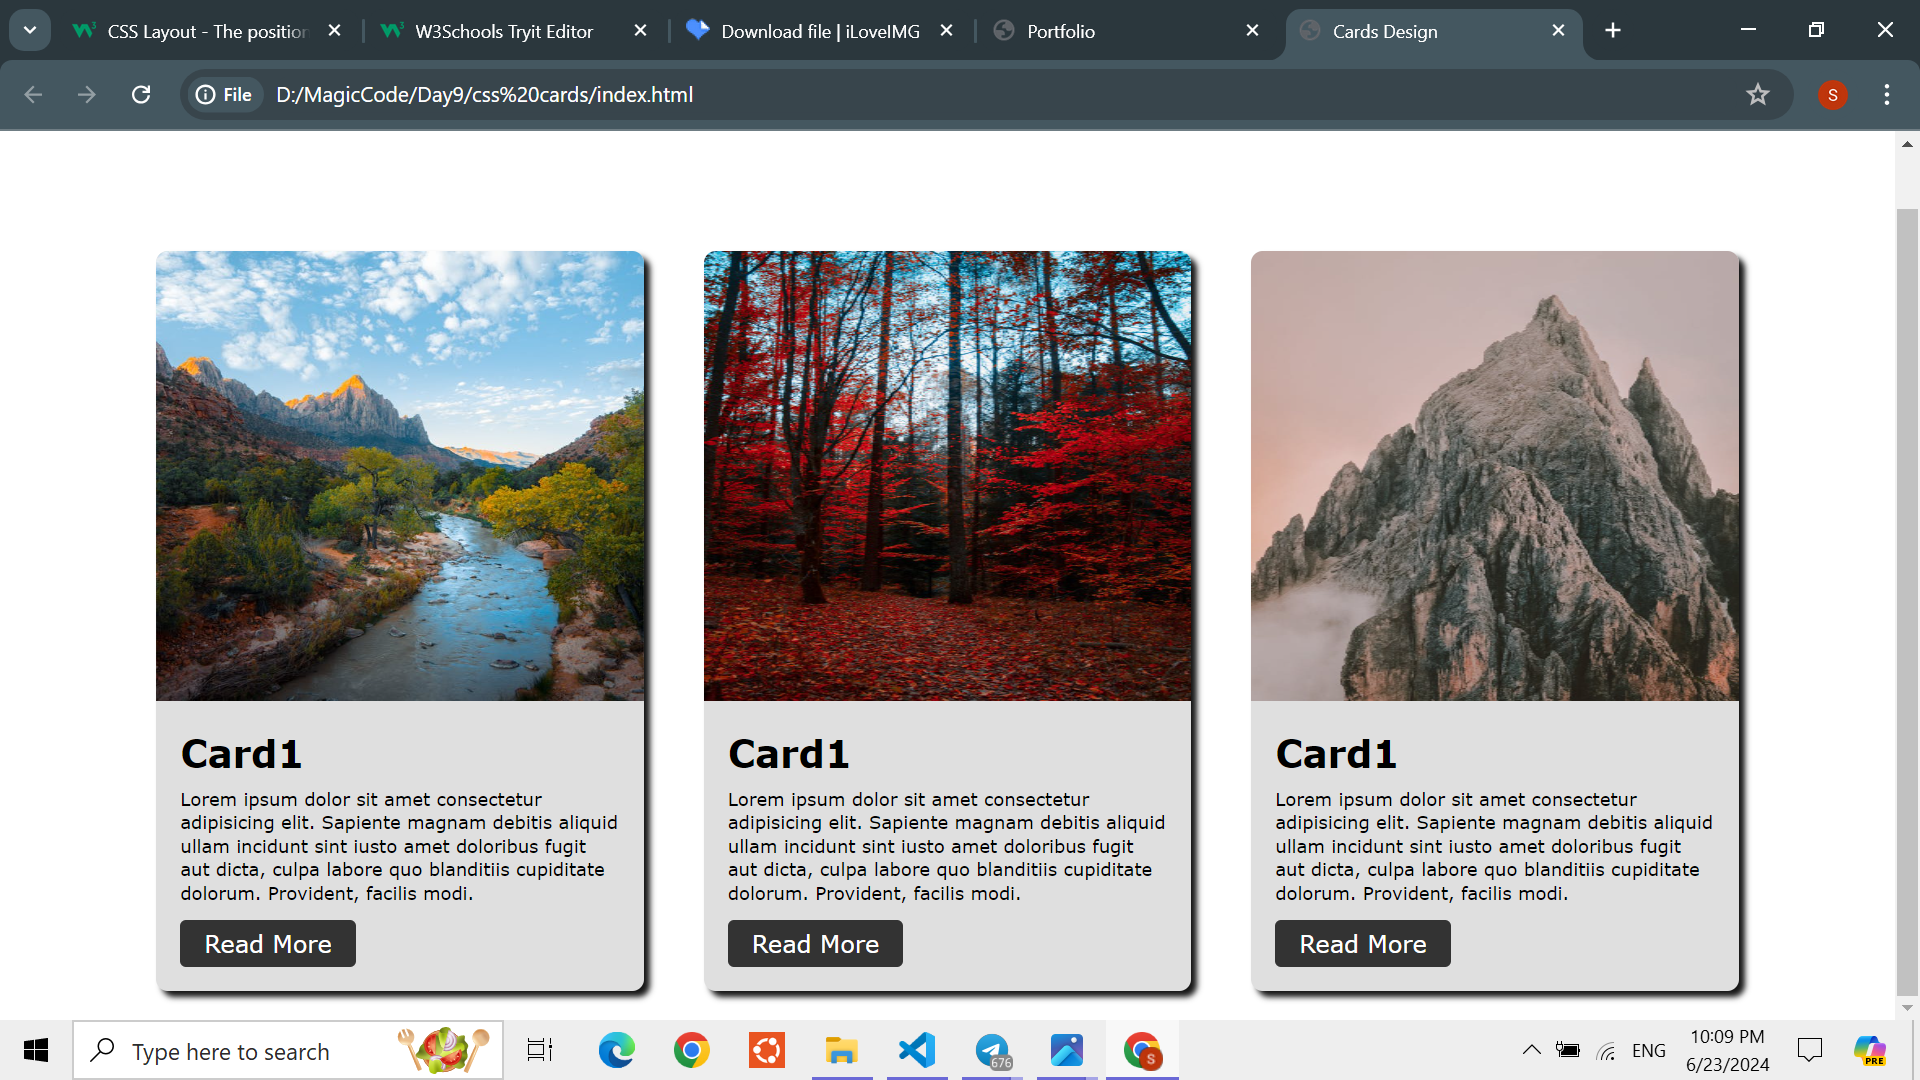 CSS Layout - The position
W3Schools Tryit Editor
Download file | iLoveIMG
Portfolio
Cards Design
File
D:/MagicCode/Day9/css%20cards/index.html
S
Card1
Lorem ipsum dolor sit amet consectetur
adipisicing elit. Sapiente magnam debitis aliquid
ullam incidunt sint iusto amet doloribus fugit
aut dicta, culpa labore quo blanditiis cupiditate
dolorum. Provident, facilis modi.
Read More
Card1
Lorem ipsum dolor sit amet consectetur
adipisicing elit. Sapiente magnam debitis aliquid
ullam incidunt sint iusto amet doloribus fugit
aut dicta, culpa labore quo blanditiis cupiditate
dolorum. Provident, facilis modi.
Read More
Card1
Lorem ipsum dolor sit amet consectetur
adipisicing elit. Sapiente magnam debitis aliquid
ullam incidunt sint iusto amet doloribus fugit
aut dicta, culpa labore quo blanditiis cupiditate
dolorum. Provident, facilis modi.
Read More
Type here to search
676
S
ENG
10:09 PM
6/23/2024
PRE